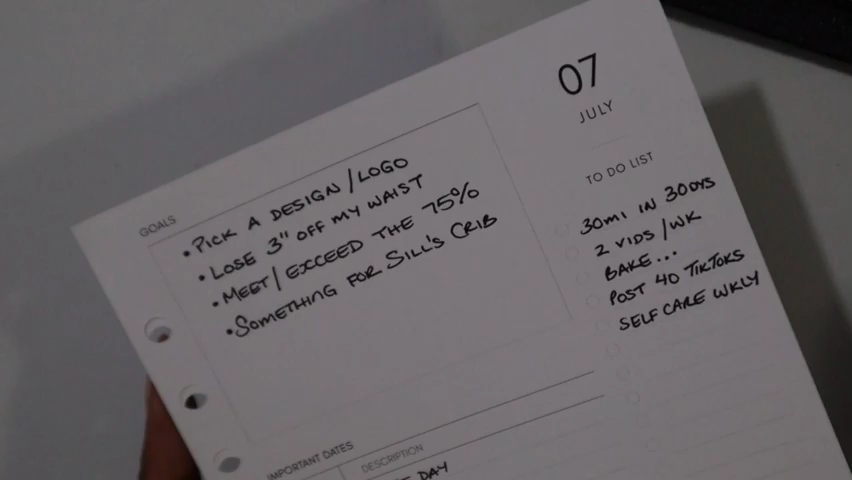 07
JULY
GOALS
• PICK A DESIGN / LOGO
• LOSE 3" OFF MY WAIST
• MEET / EXCEED THE 75%
• SOMETHING FOR SILL'S CRIB
TO DO LIST
30MI IN 30DYS
2 VIDS / WK
BAKE...
POST 40 TIKTOKS
SELF CARE WKLY
IMPORTANT DATES
DESCRIPTION
DAY